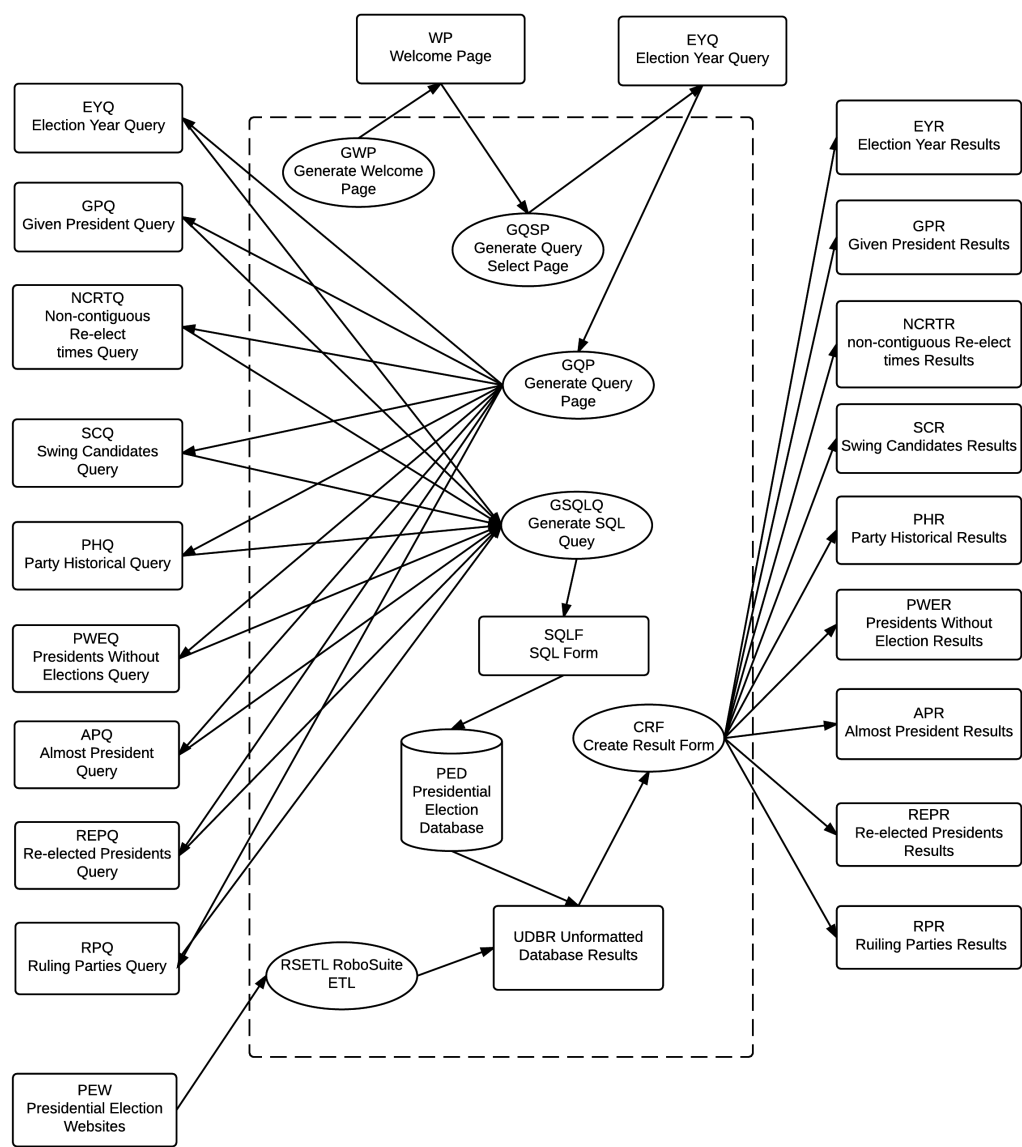 WP
Welcome Page
EYQ
Election Year Query
EYQ
Election Year Query
GWP
Generate Welcome
Page
EYR
Election Year Results
GPQ
Given President Query
GQSP
Generate Query
Select Page
GPR
Given President Results
NCRTQ
Non-contiguous
Re-elect
times Query
NCRTR
non-contiguous Re-elect
times Results
GQP
Generate Query
Page
SCQ
Swing Candidates
Query
SCR
Swing Candidates Results
GSQLQ
Generate SQL
Quey
PHQ
Party Historical Query
PHR
Party Historical Results
PWEQ
Presidents Without
Elections Query
SQLF
SQL Form
PWER
Presidents Without
Election Results
APQ
Almost President
Query
PED
Presidential
Election
Database
CRF
Create Result Form
APR
Almost President Results
REPQ
Re-elected Presidents
Query
REPR
Re-elected Presidents
Results
RPQ
Ruling Parties Query
RSETL RoboSuite
ETL
UDBR Unformatted
Database Results
RPR
Ruiling Parties Results
PEW
Presidential Election
Websites